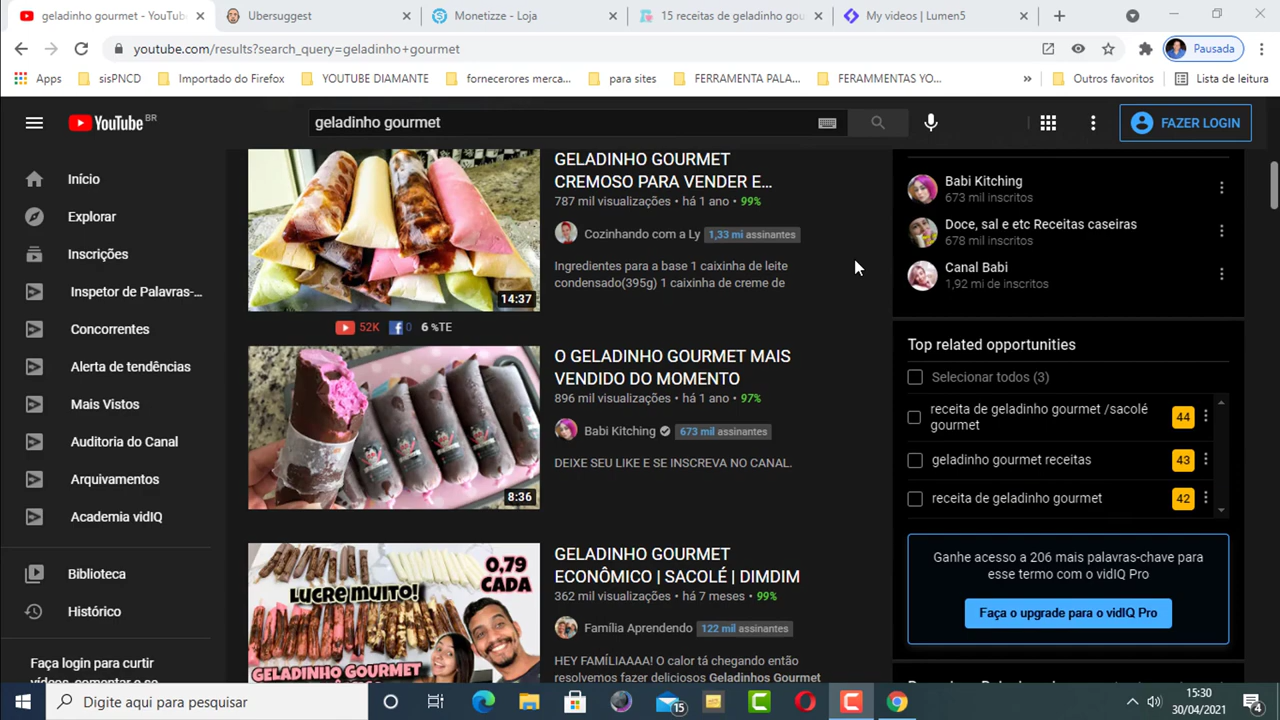 geladinho gourmet - YouTube
Ubersuggest
Monetizze - Loja
15 receitas de geladinho gou
My videos | Lumen5
youtube.com/results?search_query=geladinho+gourmet
Pausada
Apps
sisPNCD
Importado do Firefox
YOUTUBE DIAMANTE
fornecerores merca...
para sites
FERRAMENTA PALA...
FERAMMENTAS YO...
Outros favoritos
Lista de leitura
YouTube BR
geladinho gourmet
FAZER LOGIN
Início
Explorar
Inscrições
Inspetor de Palavras-...
Concorrentes
Alerta de tendências
Mais Vistos
Auditoria do Canal
Arquivamentos
Academia vidIQ
Biblioteca
Histórico
Faça login para curtir
vídeos, comentar e se
14:37
GELADINHO GOURMET
CREMOSO PARA VENDER E...
787 mil visualizações • há 1 ano • 99%
Cozinhando com a Ly 1,33 mi assinantes
Ingredientes para a base 1 caixinha de leite
condensado(395g) 1 caixinha de creme de
52K 0 6 %TE
8:36
O GELADINHO GOURMET MAIS
VENDIDO DO MOMENTO
896 mil visualizações • há 1 ano • 97%
Babi Kitching 673 mil assinantes
DEIXE SEU LIKE E SE INSCREVA NO CANAL.
0,79
CADA
LUCRE MUITO!
GELADINHO GOURMET
GELADINHO GOURMET
ECONÔMICO | SACOLÉ | DIMDIM
362 mil visualizações • há 7 meses • 99%
Família Aprendendo 122 mil assinantes
HEY FAMÍLIAAAA! O calor tá chegando então
resolvemos fazer deliciosos Geladinhos Gourmet
Babi Kitching
673 mil inscritos
Doce, sal e etc Receitas caseiras
678 mil inscritos
Canal Babi
1,92 mi de inscritos
Top related opportunities
Selecionar todos (3)
receita de geladinho gourmet /sacolé
gourmet
44
geladinho gourmet receitas 43
receita de geladinho gourmet 42
Ganhe acesso a 206 mais palavras-chave para
esse termo com o vidIQ Pro
Faça o upgrade para o vidIQ Pro
Digite aqui para pesquisar
15
15:30
30/04/2021
4